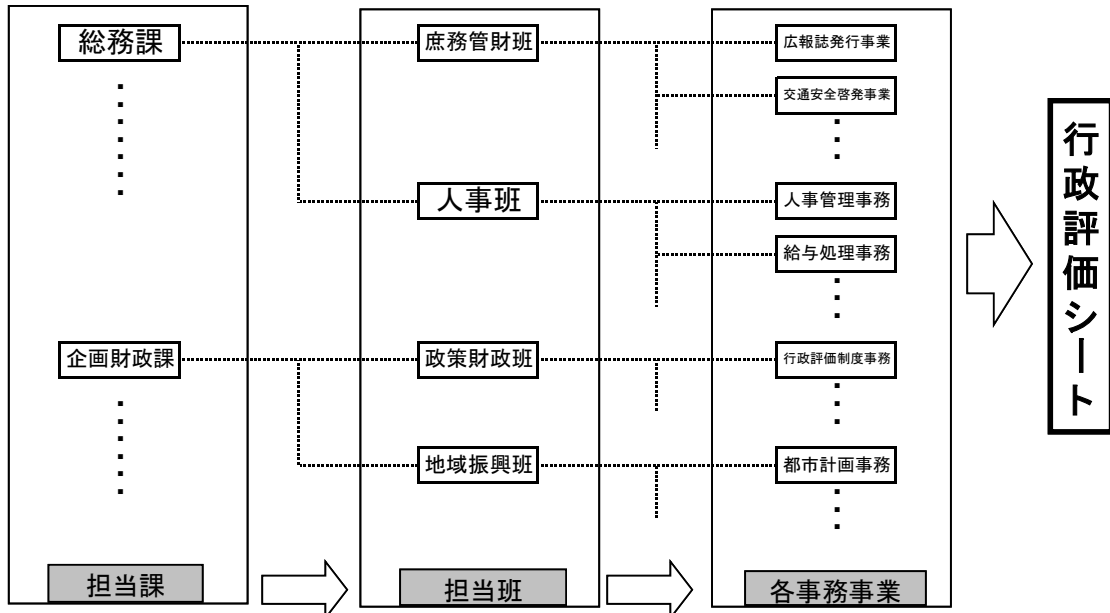 総務課
庶務管財班
広報誌発行事業
交通安全啓発事業
人事班
人事管理事務
給与処理事務
企画財政課
政策財政班
行政評価制度事務
地域振興班
都市計画事務
担当課
担当班
各事務事業
行政評価シート